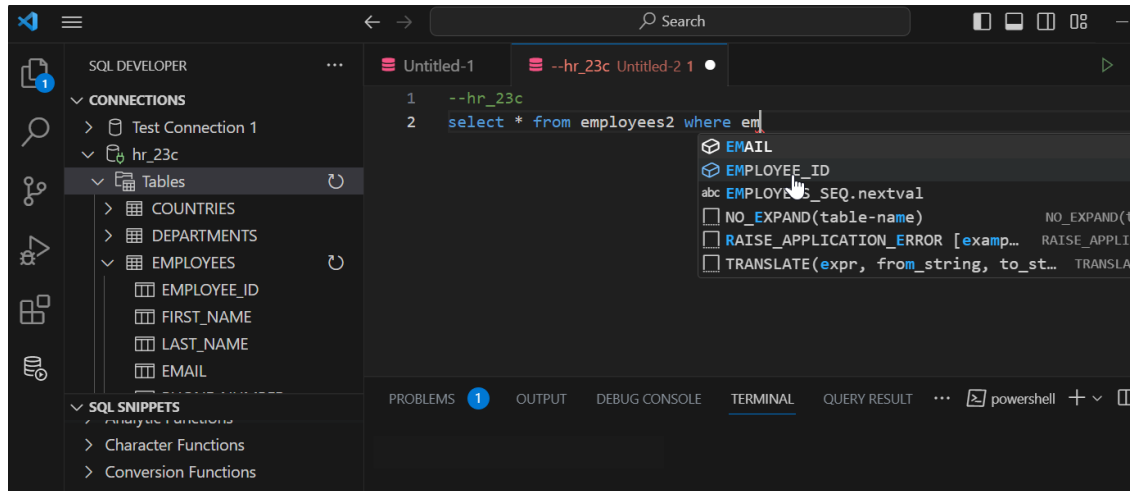 Search
SQL DEVELOPER
CONNECTIONS
Test Connection 1
hr_23c
Tables
COUNTRIES
DEPARTMENTS
EMPLOYEES
EMPLOYEE_ID
FIRST_NAME
LAST_NAME
EMAIL
SQL SNIPPETS
Analytic Functions
Character Functions
Conversion Functions
1
Untitled-1
--hr_23c Untitled-2 1
1 --hr_23c
2 select * from employees2 where em
EMAIL
EMPLOYEE_ID
abc EMPLOYEES_SEQ.nextval
NO_EXPAND(table-name) NO_EXPAND(t
RAISE_APPLICATION_ERROR [examp… RAISE_APPLI
TRANSLATE(expr, from_string, to_st… TRANSLA
PROBLEMS 1 OUTPUT DEBUG CONSOLE TERMINAL QUERY RESULT ··· powershell